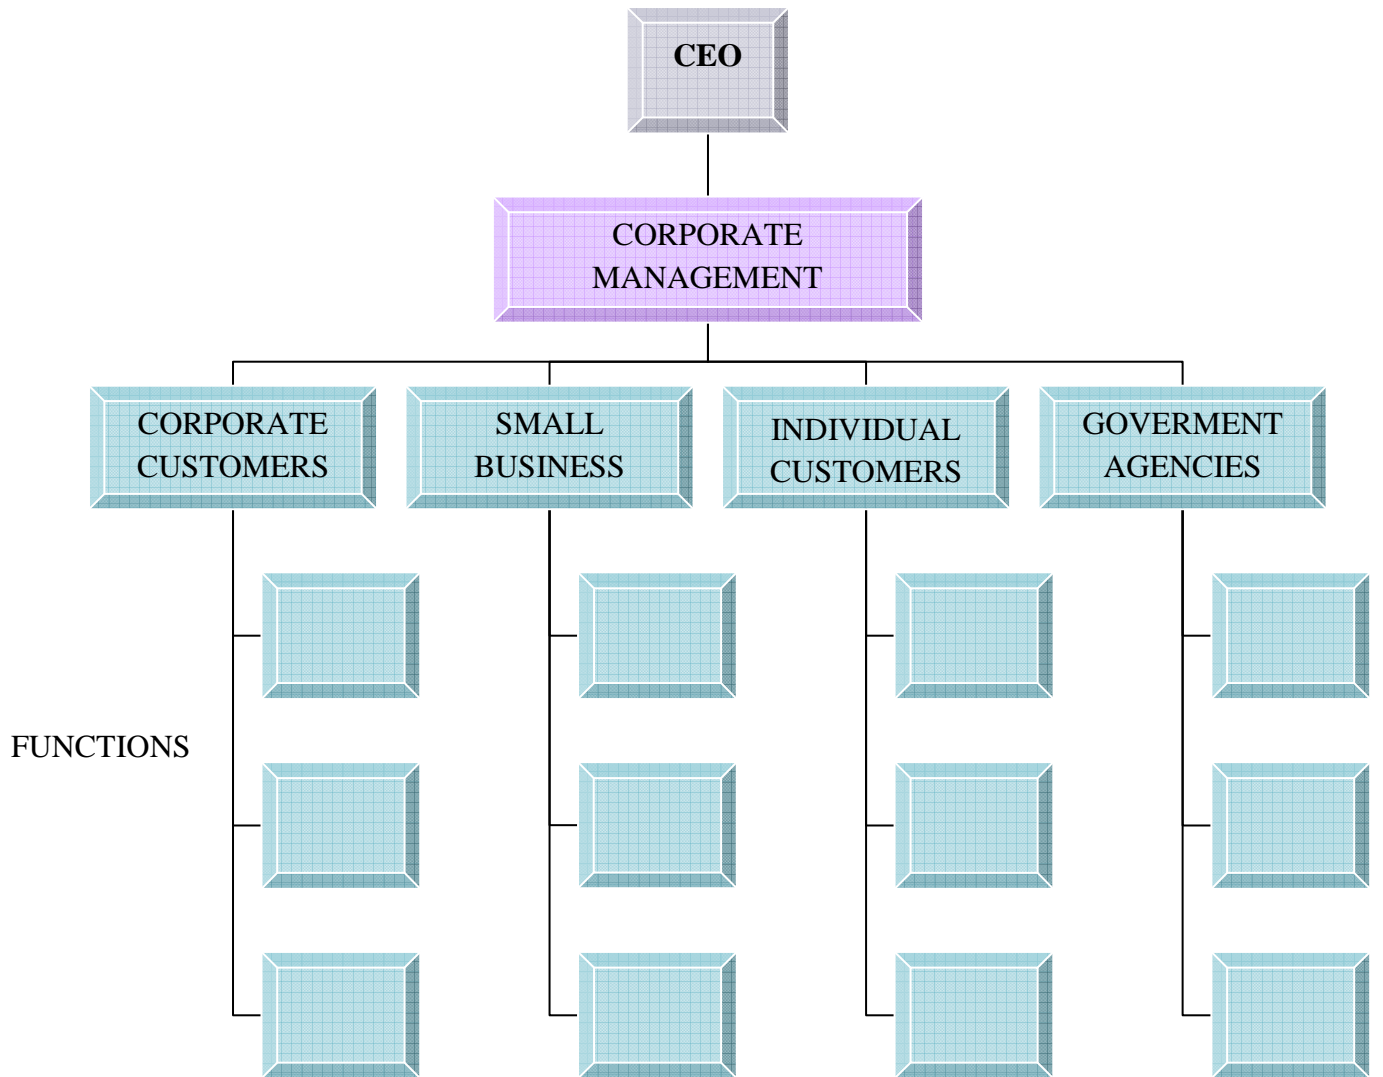 CEO
CORPORATE
MANAGEMENT
CORPORATE
CUSTOMERS
SMALL
BUSINESS
INDIVIDUAL
CUSTOMERS
GOVERMENT
AGENCIES
FUNCTIONS